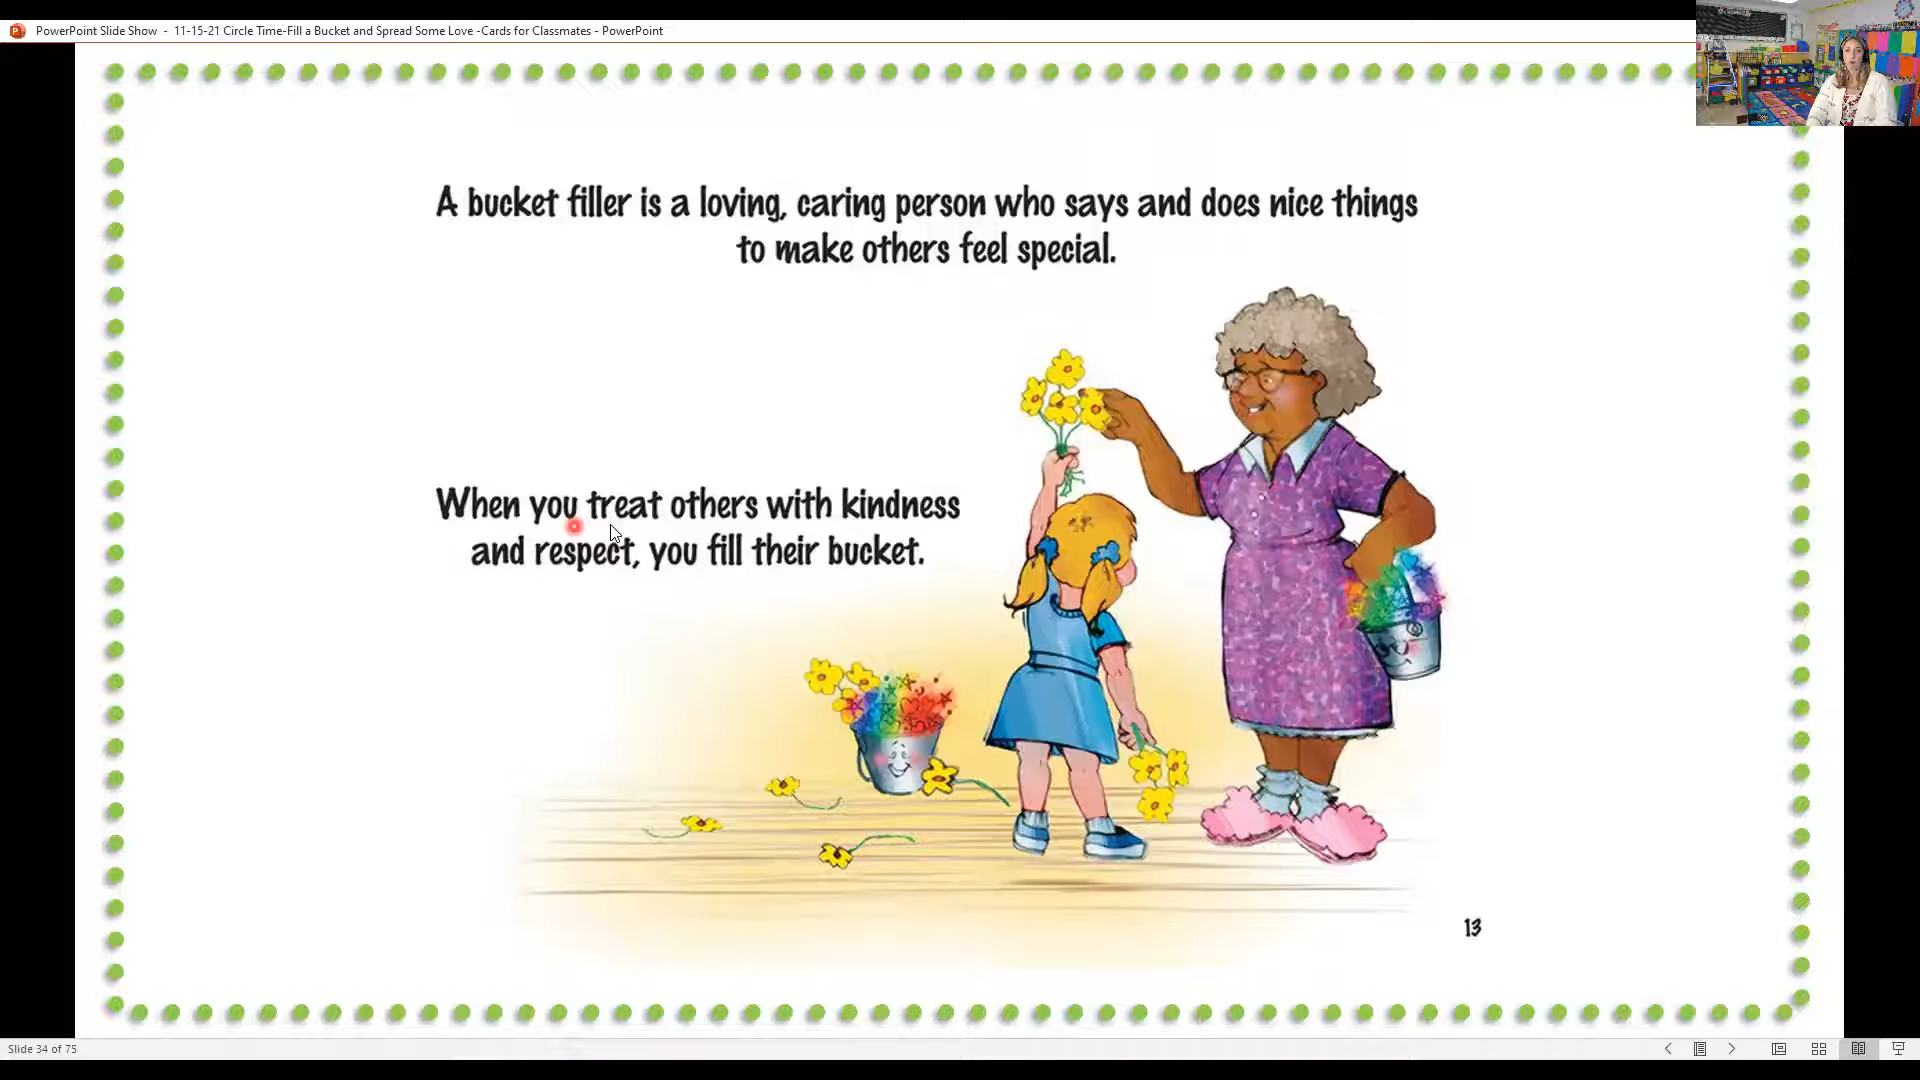 PowerPoint Slide Show - 11-15-21 Circle Time-Fill a Bucket and Spread Some Love -Cards for Classmates - PowerPoint
A bucket filler is a loving, caring person who says and does nice things
to make others feel special.
When you treat others with kindness
and respect, you fill their bucket.
13
Slide 34 of 75